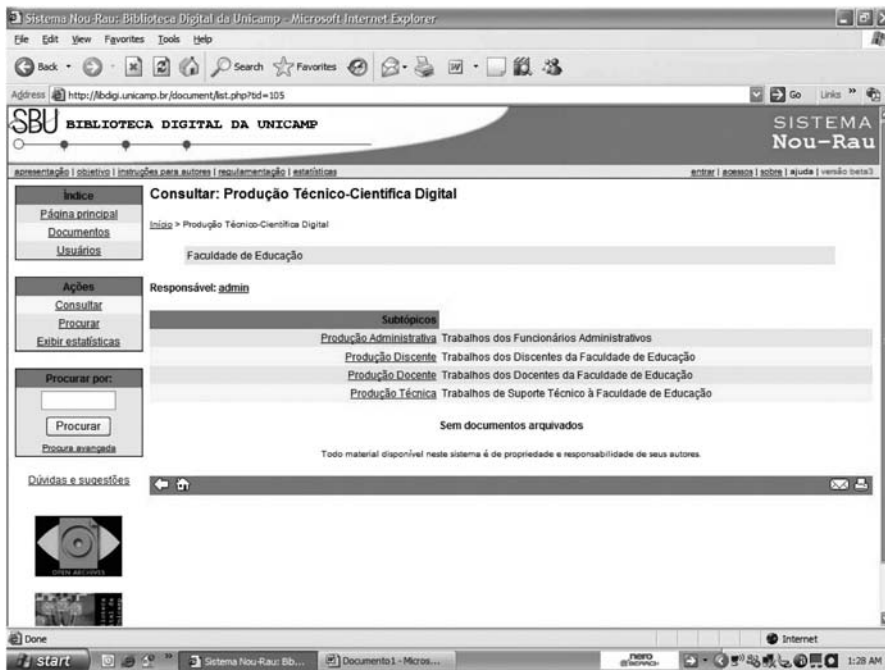 Sistema Nou-Rau: Biblioteca Digital da Unicamp - Microsoft Internet Explorer
File Edit View Favorites Tools Help
Back Search Favorites
Address http://libdigi.unicamp.br/document/list.php?tid=105 Go Links »
SBU BIBLIOTECA DIGITAL DA UNICAMP
SISTEMA
Nou-Rau
apresentação | objetivo | instruções para autores | regulamentação | estatísticas
entrar | acessos | sobre | ajuda | versão beta3
Índice
Página principal
Documentos
Usuários
Ações
Consultar
Procurar
Exibir estatísticas
Procurar por:
Procurar
Procura avançada
Dúvidas e sugestões
OPEN ARCHIVES
Consultar: Produção Técnico-Científica Digital
Início > Produção Técnico-Científica Digital
Faculdade de Educação
Responsável: admin
Subtópicos
Produção Administrativa Trabalhos dos Funcionários Administrativos
Produção Discente Trabalhos dos Discentes da Faculdade de Educação
Produção Docente Trabalhos dos Docentes da Faculdade de Educação
Produção Técnica Trabalhos de Suporte Técnico à Faculdade de Educação
Sem documentos arquivados
Todo material disponível neste sistema é de propriedade e responsabilidade de seus autores.
Done
Internet
start » Sistema Nou-Rau: Bib... Documento1 - Micros... nero 1:28 AM